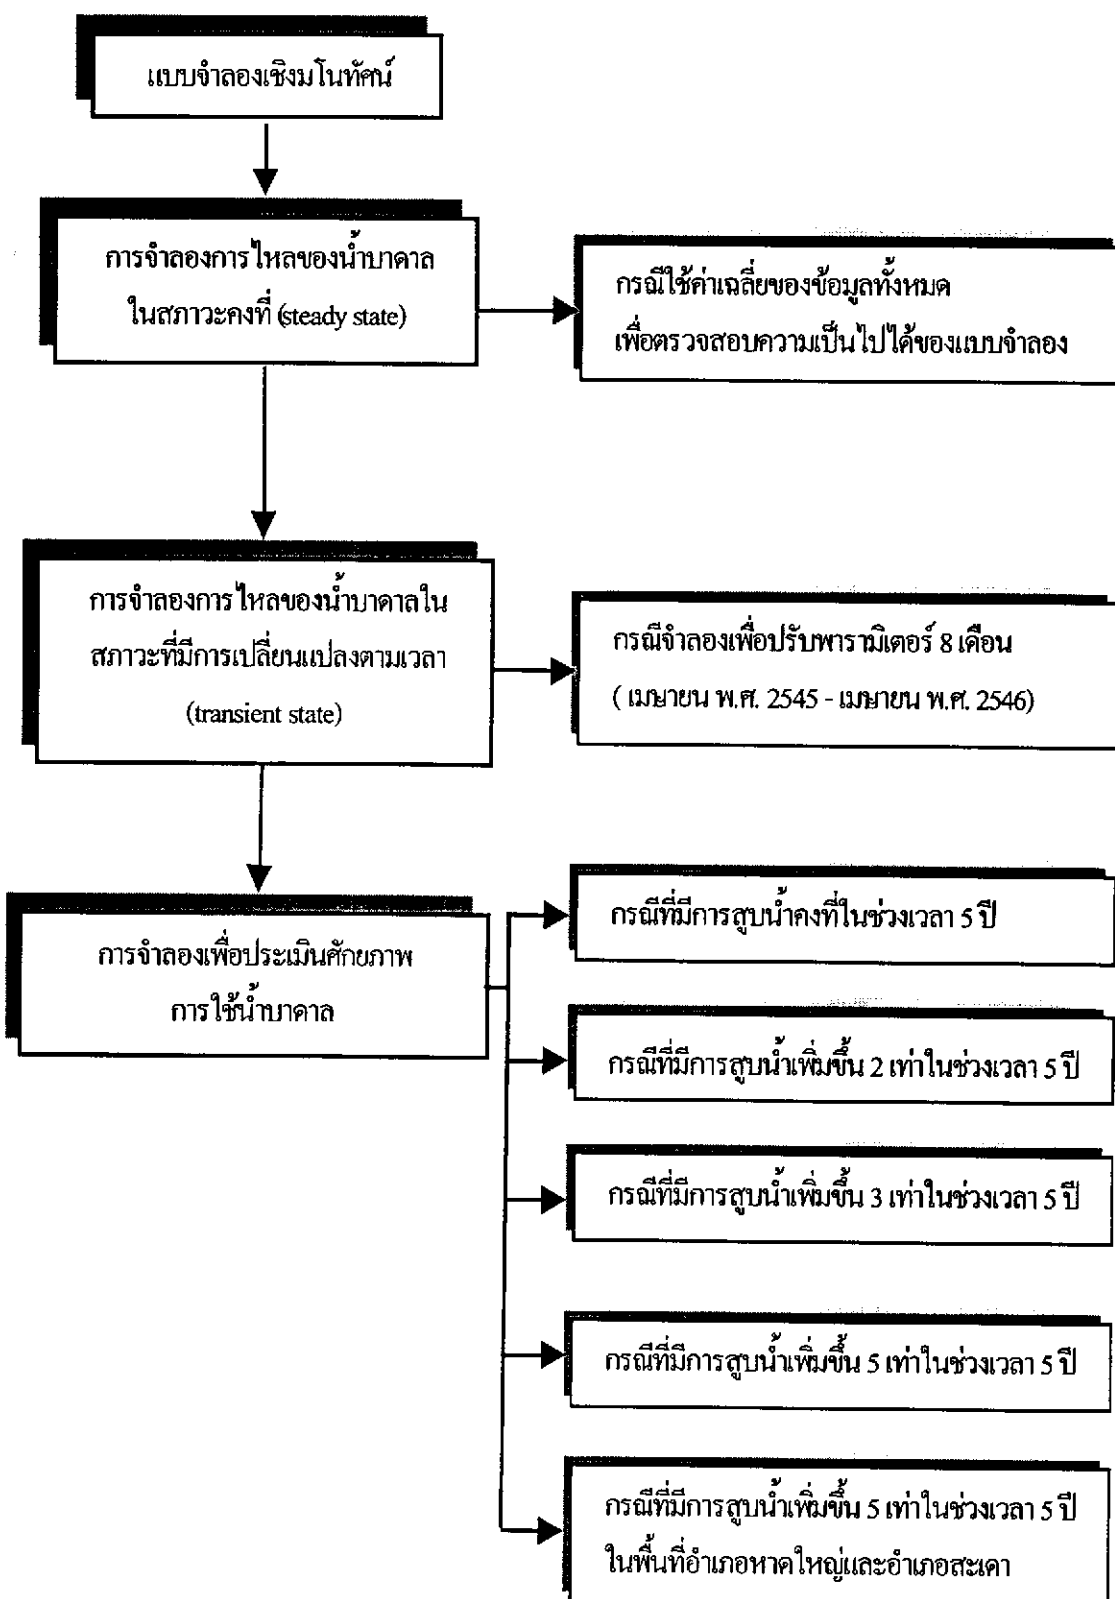 แบบจำลองเชิงมโนทัศน์
การจำลองการไหลของน้ำบาดาล
ในสภาวะคงที่ (steady state)
กรณีใช้ค่าเฉลี่ยของข้อมูลทั้งหมด
เพื่อตรวจสอบความเป็นไปได้ของแบบจำลอง
การจำลองการไหลของน้ำบาดาลใน
สภาวะที่มีการเปลี่ยนแปลงตามเวลา
(transient state)
กรณีจำลองเพื่อปรับพารามิเตอร์ 8 เดือน
( เมษายน พ.ศ. 2545 - เมษายน พ.ศ. 2546)
การจำลองเพื่อประเมินศักยภาพ
การใช้น้ำบาดาล
กรณีที่มีการสูบน้ำคงที่ในช่วงเวลา 5 ปี
กรณีที่มีการสูบน้ำเพิ่มขึ้น 2 เท่าในช่วงเวลา 5 ปี
กรณีที่มีการสูบน้ำเพิ่มขึ้น 3 เท่าในช่วงเวลา 5 ปี
กรณีที่มีการสูบน้ำเพิ่มขึ้น 5 เท่าในช่วงเวลา 5 ปี
กรณีที่มีการสูบน้ำเพิ่มขึ้น 5 เท่าในช่วงเวลา 5 ปี
ในพื้นที่อำเภอหาดใหญ่และอำเภอสะเดา